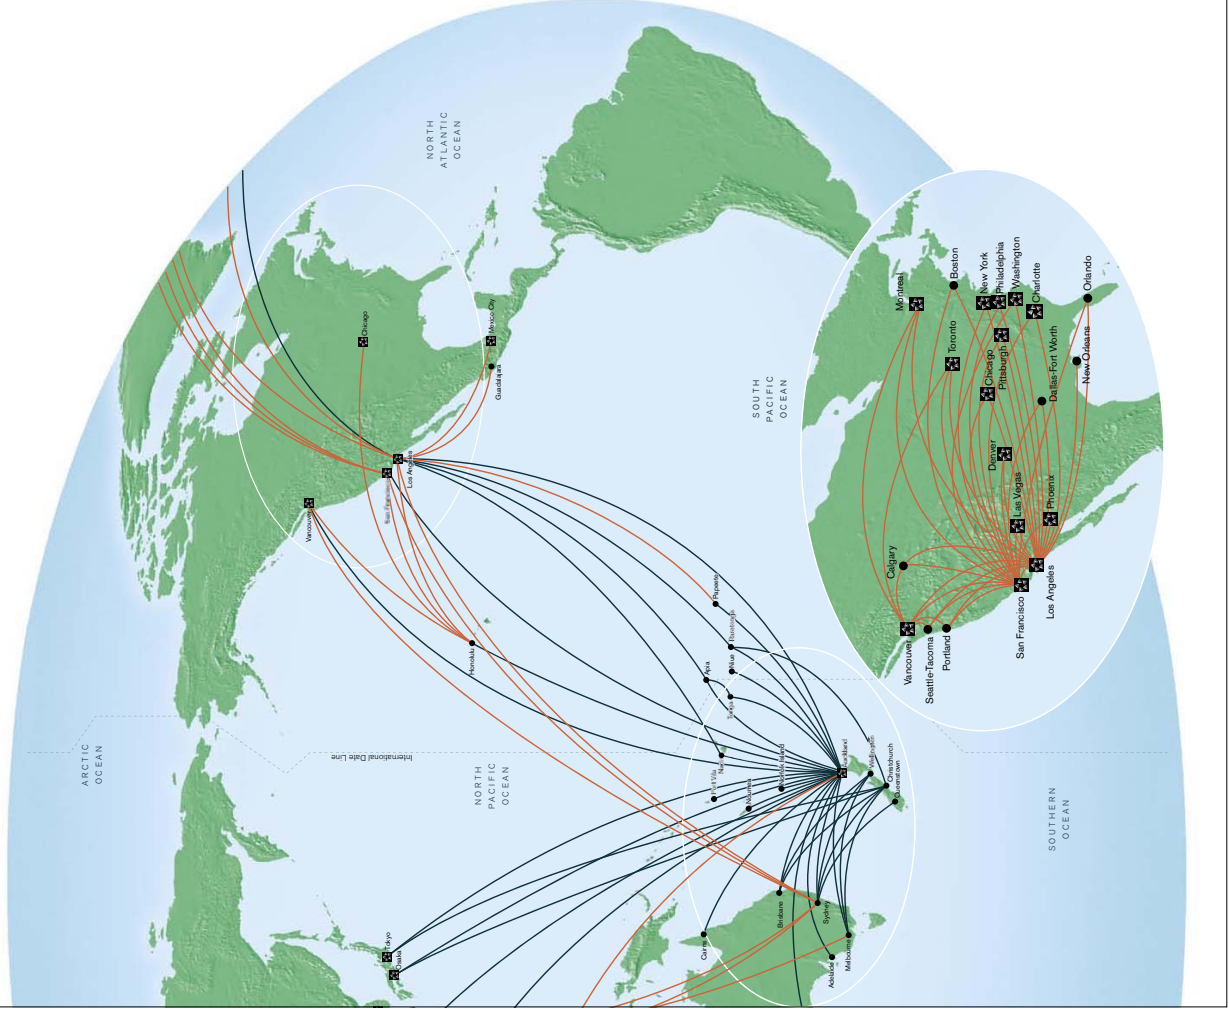 NORTH
ATLANTIC
OCEAN
ARCTIC
OCEAN
NORTH
PACIFIC
OCEAN
SOUTH
PACIFIC
OCEAN
SOUTHERN
OCEAN
International Date Line
Chicago
Mexico City
Guadalajara
Los Angeles
San Francisco
Vancouver
Honolulu
Papeete
Rarotonga
Niue
Apia
Tonga
Port Vila
Noumea
Norfolk Island
Auckland
Wellington
Christchurch
Queenstown
Tokyo
Osaka
Cairns
Brisbane
Sydney
Melbourne
Adelaide
Montreal
Boston
New York
Philadelphia
Washington
Charlotte
Orlando
Toronto
Chicago
Pittsburgh
Dallas-Fort Worth
New Orleans
Denver
Las Vegas
Phoenix
Calgary
Vancouver
Seattle-Tacoma
Portland
San Francisco
Los Angeles